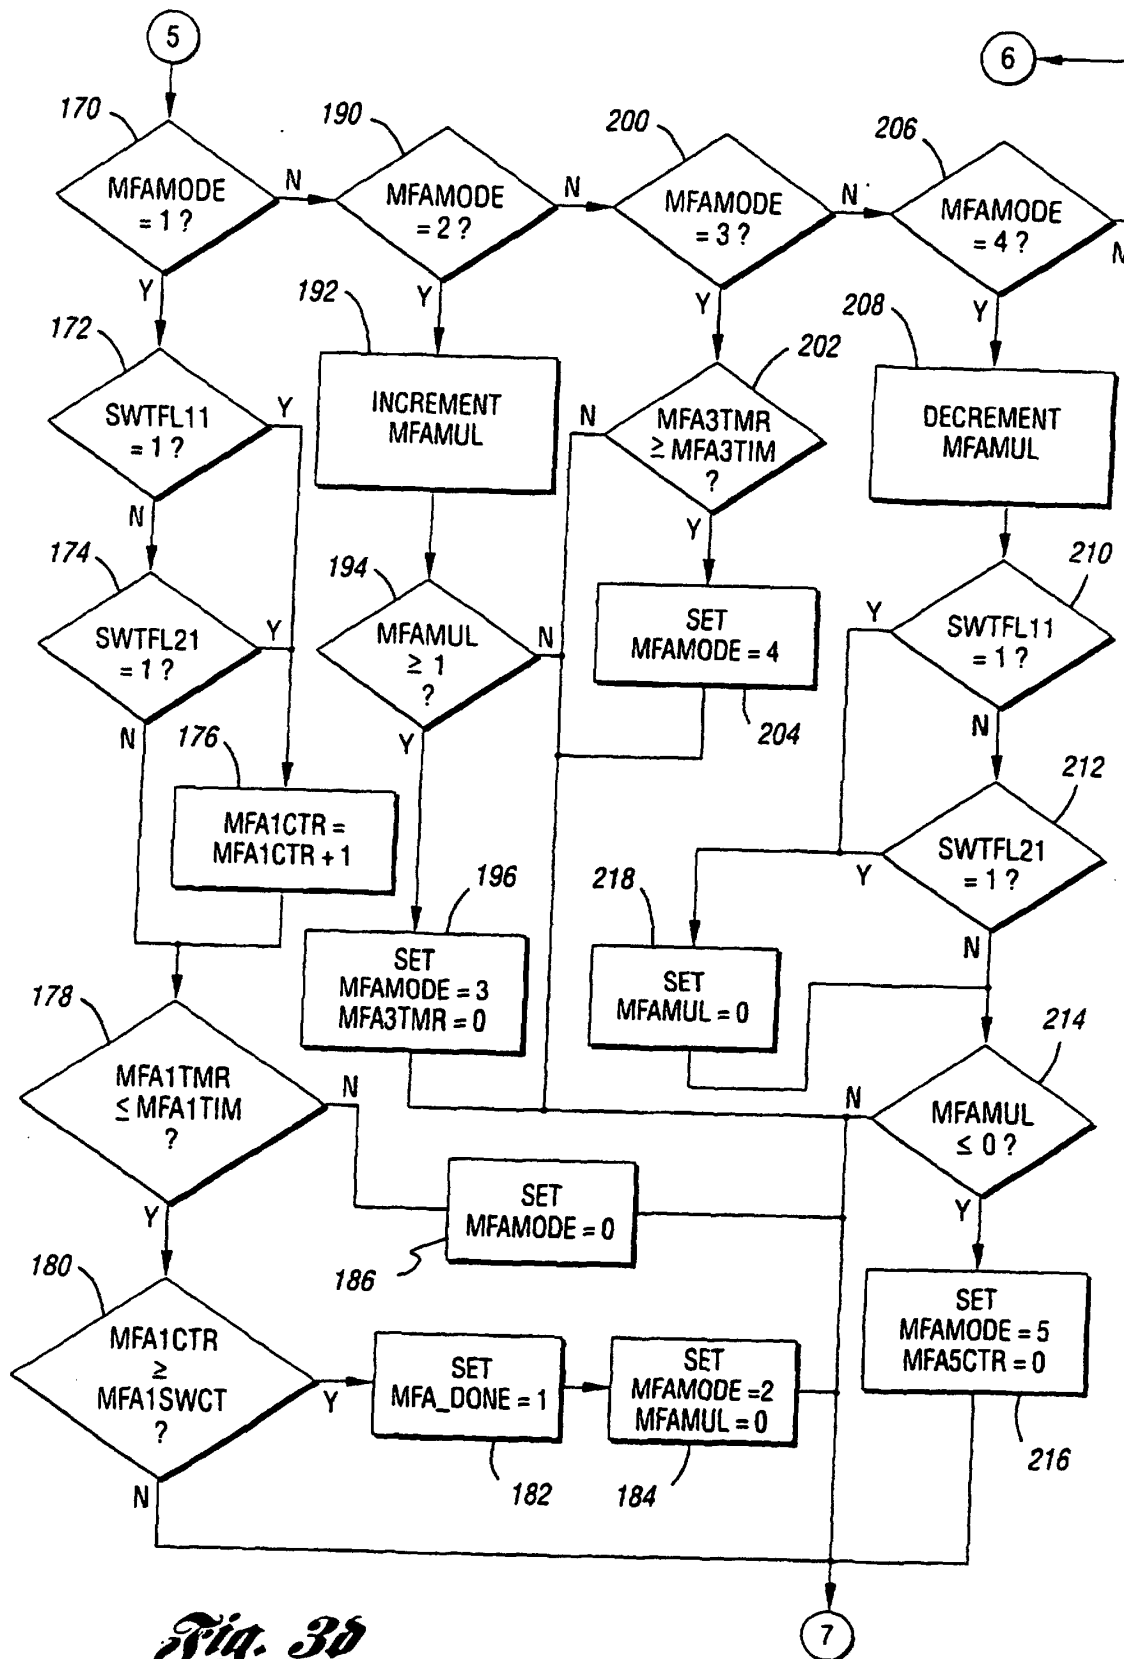 5
6
170
MFAMODE
= 1 ?
N
Y
190
MFAMODE
= 2 ?
N
Y
200
MFAMODE
= 3 ?
N
Y
206
MFAMODE
= 4 ?
N
Y
172
SWTFL11
= 1 ?
Y
N
192
INCREMENT
MFAMUL
202
MFA3TMR
≥ MFA3TIM
?
N
Y
208
DECREMENT
MFAMUL
174
SWTFL21
= 1 ?
Y
N
194
MFAMUL
≥ 1
?
N
Y
SET
MFAMODE = 4
204
210
SWTFL11
= 1 ?
Y
N
176
MFA1CTR =
MFA1CTR + 1
212
SWTFL21
= 1 ?
Y
N
196
SET
MFAMODE = 3
MFA3TMR = 0
218
SET
MFAMUL = 0
178
MFA1TMR
≤ MFA1TIM
?
N
Y
214
MFAMUL
≤ 0 ?
N
Y
SET
MFAMODE = 0
186
180
MFA1CTR
≥
MFA1SWCT
?
Y
N
SET
MFA_DONE = 1
182
SET
MFAMODE =2
MFAMUL = 0
184
SET
MFAMODE = 5
MFA5CTR = 0
216
7
Fig. 3d